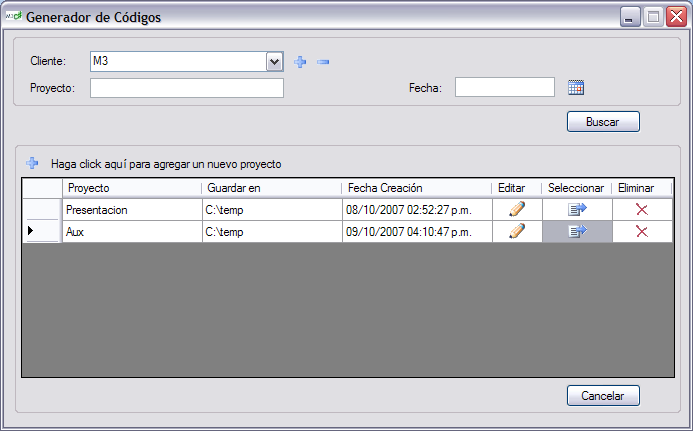 M3
Generador de Códigos
Cliente: M3
Proyecto:
Fecha:
Buscar
Haga click aquí para agregar un nuevo proyecto
Proyecto Guardar en Fecha Creación Editar Seleccionar Eliminar
Presentacion C:\temp 08/10/2007 02:52:27 p.m.
Aux C:\temp 09/10/2007 04:10:47 p.m.
Cancelar